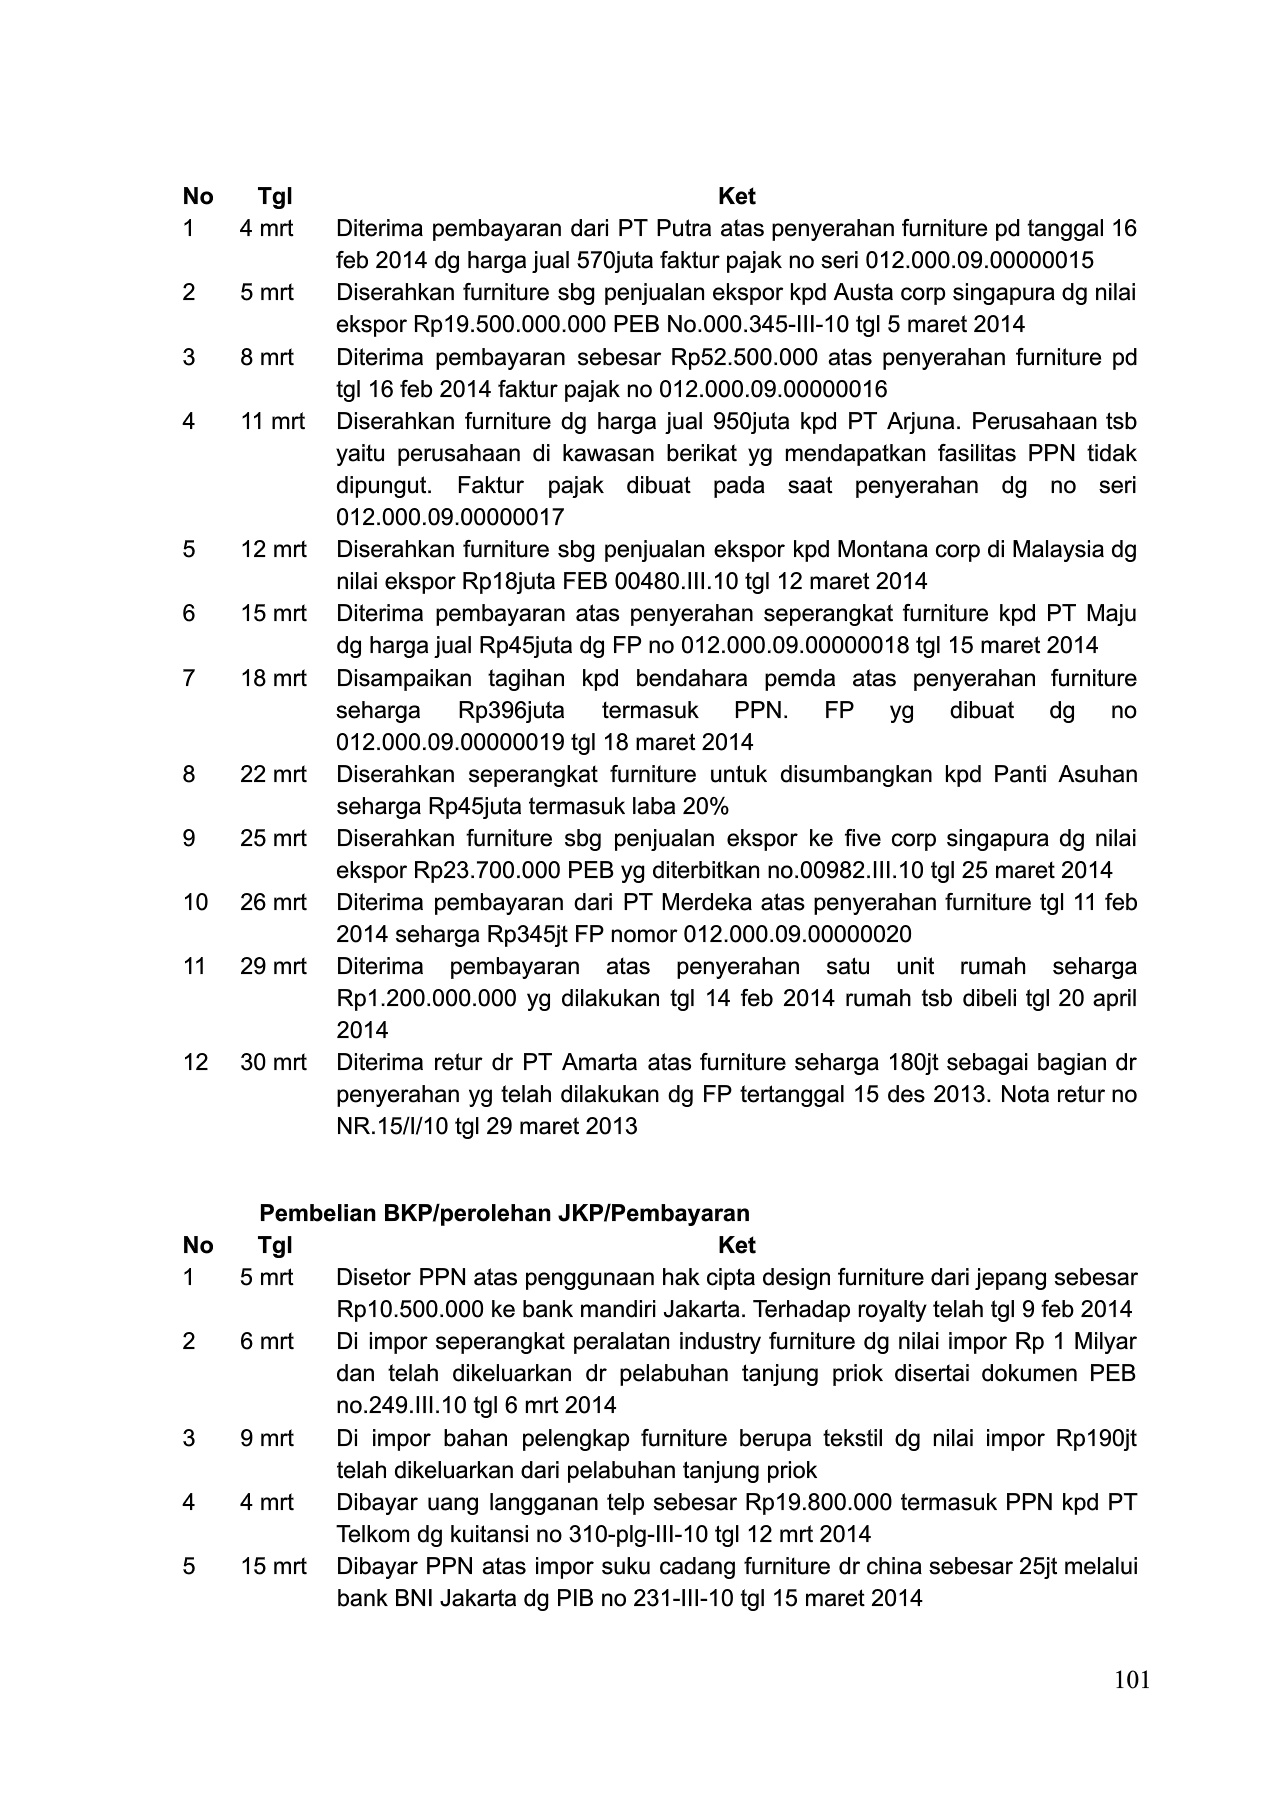 No Tgl Ket
1 4 mrt Diterima pembayaran dari PT Putra atas penyerahan furniture pd tanggal 16
feb 2014 dg harga jual 570juta faktur pajak no seri 012.000.09.00000015
2 5 mrt Diserahkan furniture sbg penjualan ekspor kpd Austa corp singapura dg nilai
ekspor Rp19.500.000.000 PEB No.000.345-III-10 tgl 5 maret 2014
3 8 mrt Diterima pembayaran sebesar Rp52.500.000 atas penyerahan furniture pd
tgl 16 feb 2014 faktur pajak no 012.000.09.00000016
4 11 mrt Diserahkan furniture dg harga jual 950juta kpd PT Arjuna. Perusahaan tsb
yaitu perusahaan di kawasan berikat yg mendapatkan fasilitas PPN tidak
dipungut. Faktur pajak dibuat pada saat penyerahan dg no seri
012.000.09.00000017
5 12 mrt Diserahkan furniture sbg penjualan ekspor kpd Montana corp di Malaysia dg
nilai ekspor Rp18juta FEB 00480.III.10 tgl 12 maret 2014
6 15 mrt Diterima pembayaran atas penyerahan seperangkat furniture kpd PT Maju
dg harga jual Rp45juta dg FP no 012.000.09.00000018 tgl 15 maret 2014
7 18 mrt Disampaikan tagihan kpd bendahara pemda atas penyerahan furniture
seharga Rp396juta termasuk PPN. FP yg dibuat dg no
012.000.09.00000019 tgl 18 maret 2014
8 22 mrt Diserahkan seperangkat furniture untuk disumbangkan kpd Panti Asuhan
seharga Rp45juta termasuk laba 20%
9 25 mrt Diserahkan furniture sbg penjualan ekspor ke five corp singapura dg nilai
ekspor Rp23.700.000 PEB yg diterbitkan no.00982.III.10 tgl 25 maret 2014
10 26 mrt Diterima pembayaran dari PT Merdeka atas penyerahan furniture tgl 11 feb
2014 seharga Rp345jt FP nomor 012.000.09.00000020
11 29 mrt Diterima pembayaran atas penyerahan satu unit rumah seharga
Rp1.200.000.000 yg dilakukan tgl 14 feb 2014 rumah tsb dibeli tgl 20 april
2014
12 30 mrt Diterima retur dr PT Amarta atas furniture seharga 180jt sebagai bagian dr
penyerahan yg telah dilakukan dg FP tertanggal 15 des 2013. Nota retur no
NR.15/I/10 tgl 29 maret 2013
Pembelian BKP/perolehan JKP/Pembayaran
No Tgl Ket
1 5 mrt Disetor PPN atas penggunaan hak cipta design furniture dari jepang sebesar
Rp10.500.000 ke bank mandiri Jakarta. Terhadap royalty telah tgl 9 feb 2014
2 6 mrt Di impor seperangkat peralatan industry furniture dg nilai impor Rp 1 Milyar
dan telah dikeluarkan dr pelabuhan tanjung priok disertai dokumen PEB
no.249.III.10 tgl 6 mrt 2014
3 9 mrt Di impor bahan pelengkap furniture berupa tekstil dg nilai impor Rp190jt
telah dikeluarkan dari pelabuhan tanjung priok
4 4 mrt Dibayar uang langganan telp sebesar Rp19.800.000 termasuk PPN kpd PT
Telkom dg kuitansi no 310-plg-III-10 tgl 12 mrt 2014
5 15 mrt Dibayar PPN atas impor suku cadang furniture dr china sebesar 25jt melalui
bank BNI Jakarta dg PIB no 231-III-10 tgl 15 maret 2014
101